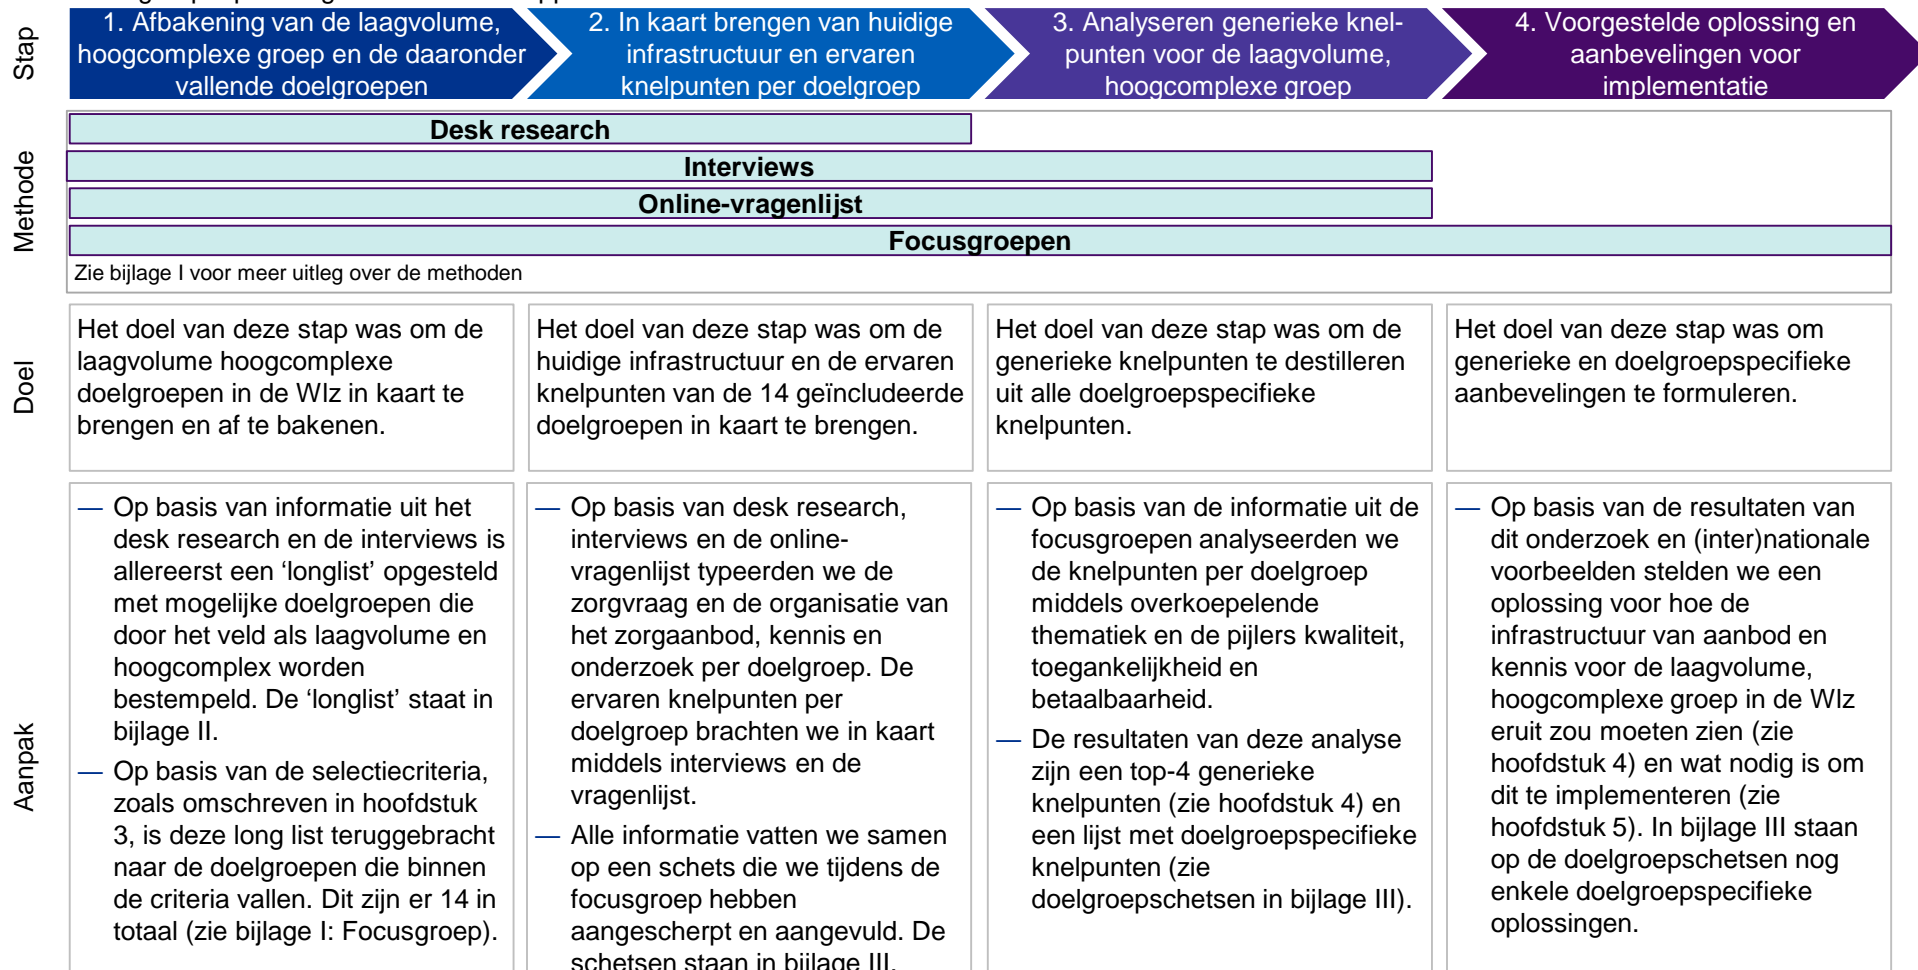 Stap
1. Afbakening van de laagvolume,
hoogcomplexe groep en de daaronder
vallende doelgroepen
2. In kaart brengen van huidige
infrastructuur en ervaren
knelpunten per doelgroep
3. Analyseren generieke knel-
punten voor de laagvolume,
hoogcomplexe groep
4. Voorgestelde oplossing en
aanbevelingen voor
implementatie
Methode
Desk research
Interviews
Online-vragenlijst
Focusgroepen
Zie bijlage I voor meer uitleg over de methoden
Doel
Het doel van deze stap was om de
laagvolume hoogcomplexe
doelgroepen in de Wlz in kaart te
brengen en af te bakenen.
Het doel van deze stap was om de
huidige infrastructuur en de ervaren
knelpunten van de 14 geïncludeerde
doelgroepen in kaart te brengen.
Het doel van deze stap was om de
generieke knelpunten te destilleren
uit alle doelgroepspecifieke
knelpunten.
Het doel van deze stap was om
generieke en doelgroepspecifieke
aanbevelingen te formuleren.
Aanpak
— Op basis van informatie uit het
desk research en de interviews is
allereerst een ‘longlist’ opgesteld
met mogelijke doelgroepen die
door het veld als laagvolume en
hoogcomplex worden
bestempeld. De ‘longlist’ staat in
bijlage II.
— Op basis van de selectiecriteria,
zoals omschreven in hoofdstuk
3, is deze long list teruggebracht
naar de doelgroepen die binnen
de criteria vallen. Dit zijn er 14 in
totaal (zie bijlage I: Focusgroep).
— Op basis van desk research,
interviews en de online-
vragenlijst typeerden we de
zorgvraag en de organisatie van
het zorgaanbod, kennis en
onderzoek per doelgroep. De
ervaren knelpunten per
doelgroep brachten we in kaart
middels interviews en de
vragenlijst.
— Alle informatie vatten we samen
op een schets die we tijdens de
focusgroep hebben
aangescherpt en aangevuld. De
schetsen staan in bijlage III.
— Op basis van de informatie uit de
focusgroepen analyseerden we
de knelpunten per doelgroep
middels overkoepelende
thematiek en de pijlers kwaliteit,
toegankelijkheid en
betaalbaarheid.
— De resultaten van deze analyse
zijn een top-4 generieke
knelpunten (zie hoofdstuk 4) en
een lijst met doelgroepspecifieke
knelpunten (zie
doelgroepschetsen in bijlage III).
— Op basis van de resultaten van
dit onderzoek en (inter)nationale
voorbeelden stelden we een
oplossing voor hoe de
infrastructuur van aanbod en
kennis voor de laagvolume,
hoogcomplexe groep in de Wlz
eruit zou moeten zien (zie
hoofdstuk 4) en wat nodig is om
dit te implementeren (zie
hoofdstuk 5). In bijlage III staan
op de doelgroepschetsen nog
enkele doelgroepspecifieke
oplossingen.